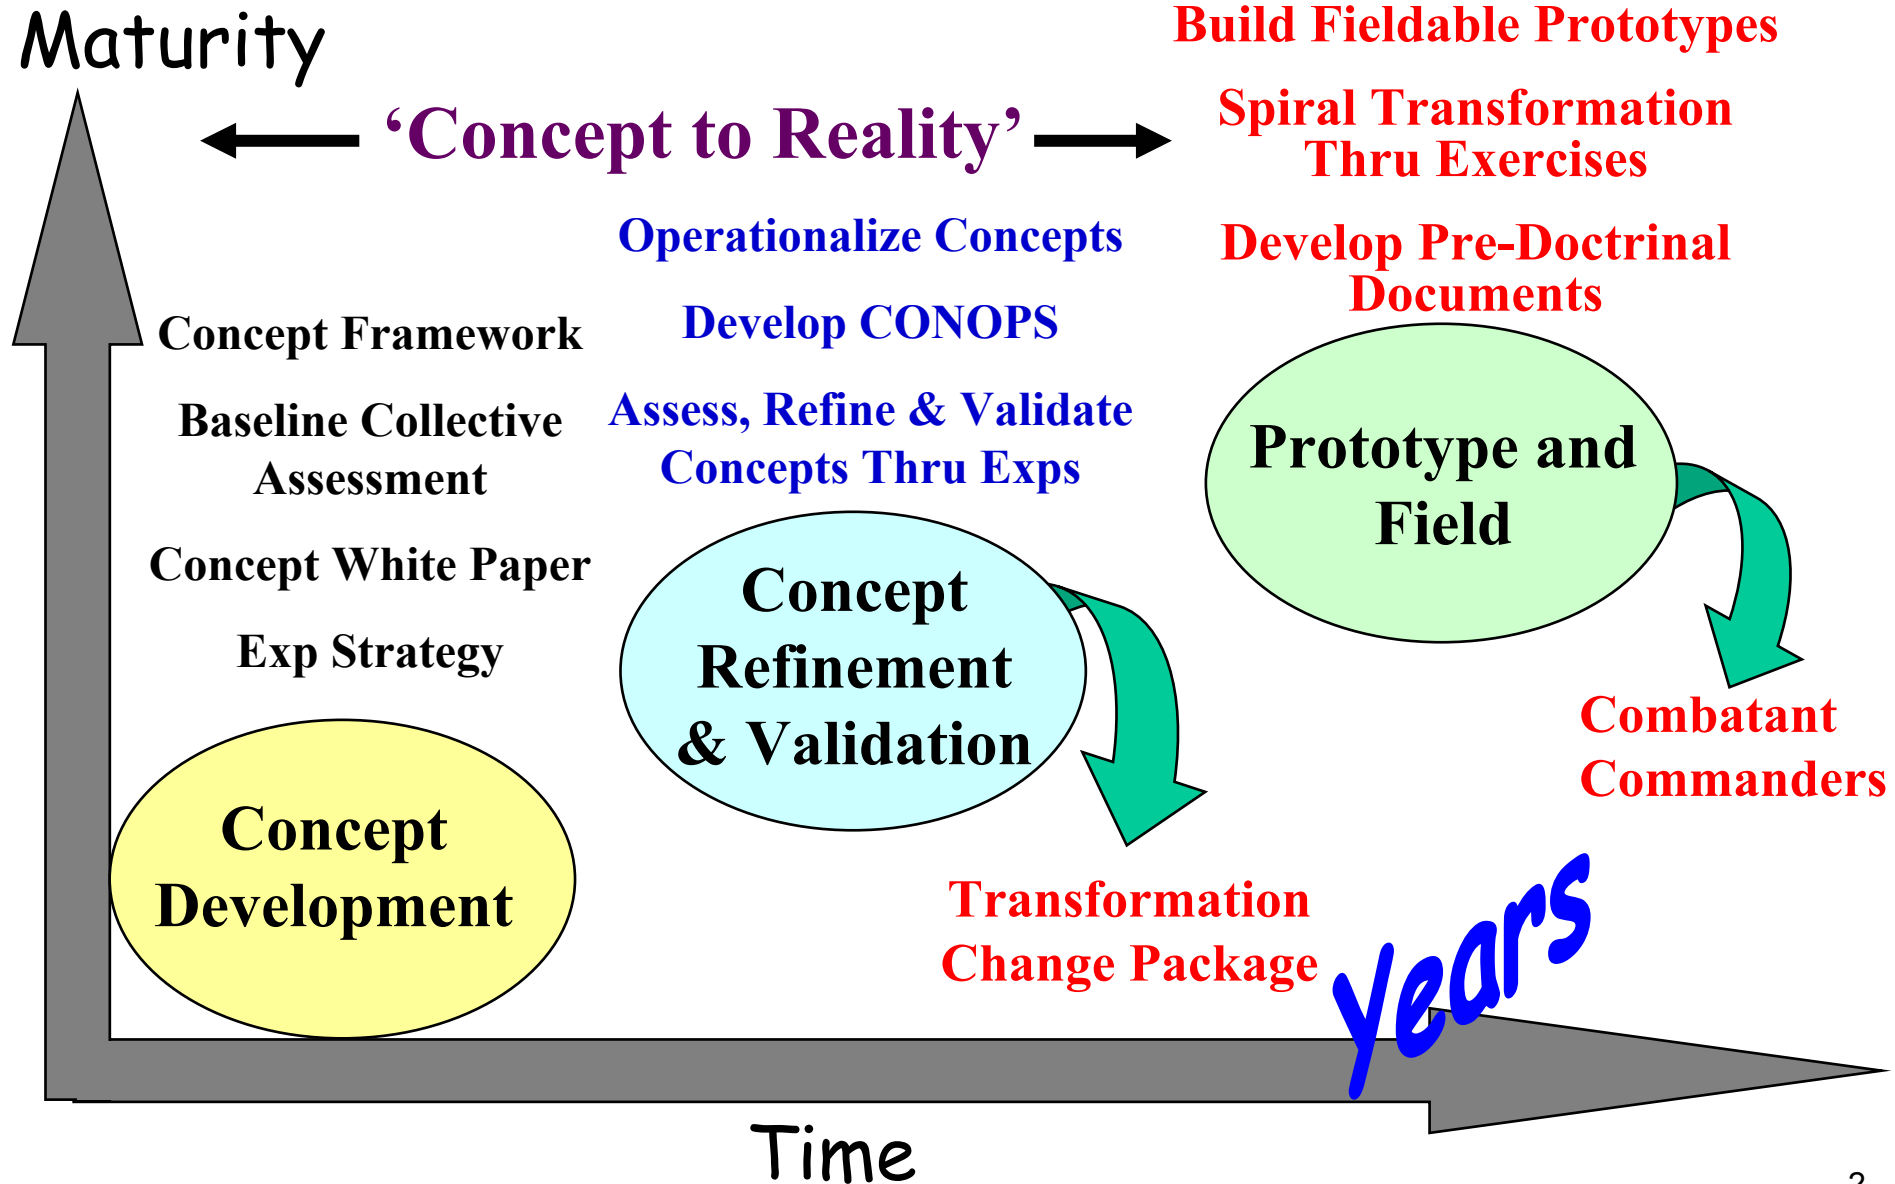 Maturity
‘Concept to Reality’
Build Fieldable Prototypes
Spiral Transformation
Thru Exercises
Develop Pre-Doctrinal
Documents
Operationalize Concepts
Develop CONOPS
Assess, Refine & Validate
Concepts Thru Exps
Concept Framework
Baseline Collective
Assessment
Concept White Paper
Exp Strategy
Concept
Development
Concept
Refinement
& Validation
Prototype and
Field
Transformation
Change Package
Combatant
Commanders
Years
Time
2